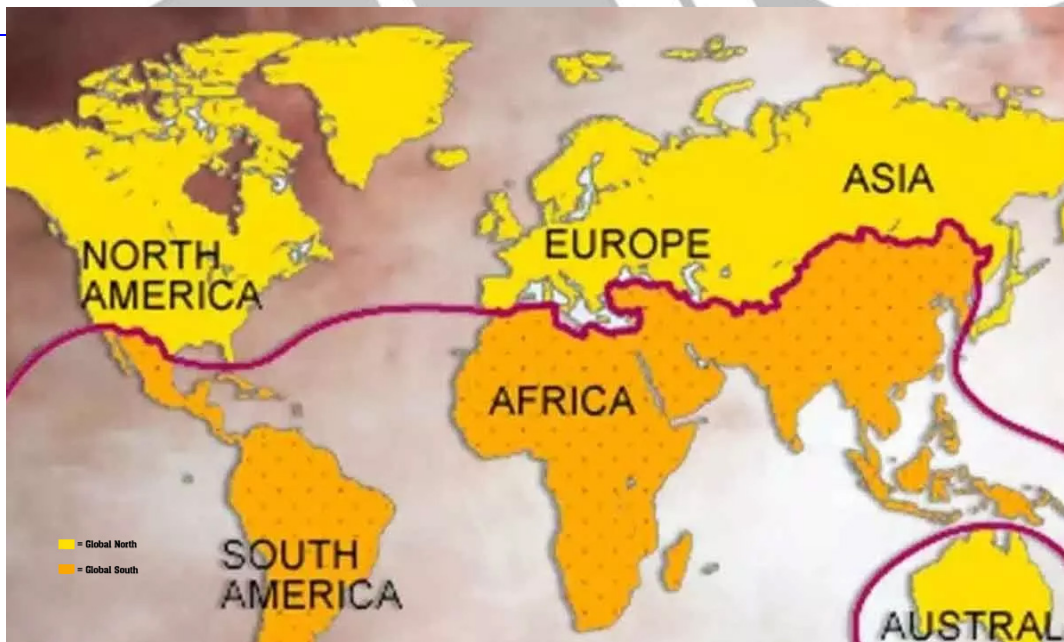 ASIA
NORTH
AMERICA
EUROPE
AFRICA
= Global North
= Global South
SOUTH
AMERICA
AUSTRAL